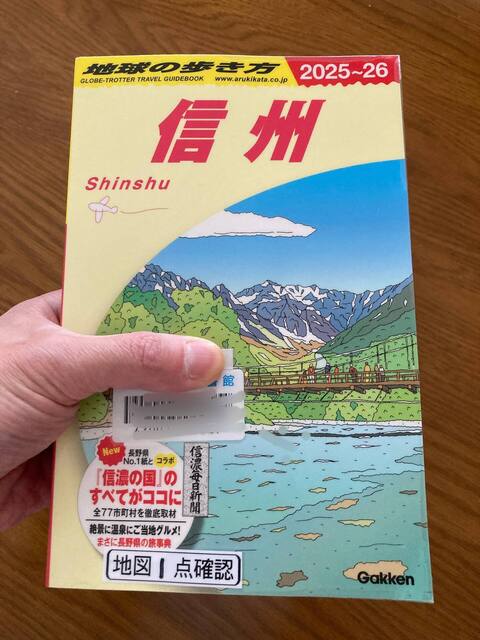 地球の歩き方
GLOBE-TROTTER TRAVEL GUIDEBOOK
www.arukikata.co.jp
2025~26
信州
Shinshu
館
New
長野県
No.1紙と
コラボ
『信濃の国』の
すべてがココに
全77市町村を徹底取材
絶景に温泉にご当地グルメ!
まさに長野県の旅事典
信濃毎日新聞
地図1点確認
Gakken